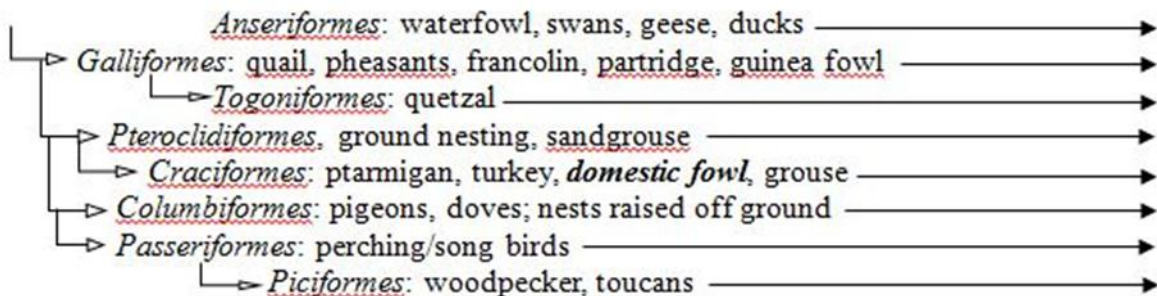 Anseriformes: waterfowl, swans, geese, ducks
Galliformes: quail, pheasants, francolin, partridge, guinea fowl
Togoniformes: quetzal
Pteroclidiformes, ground nesting, sandgrouse
Craciformes: ptarmigan, turkey, domestic fowl, grouse
Columbiformes: pigeons, doves; nests raised off ground
Passeriformes: perching/song birds
Piciformes: woodpecker, toucans